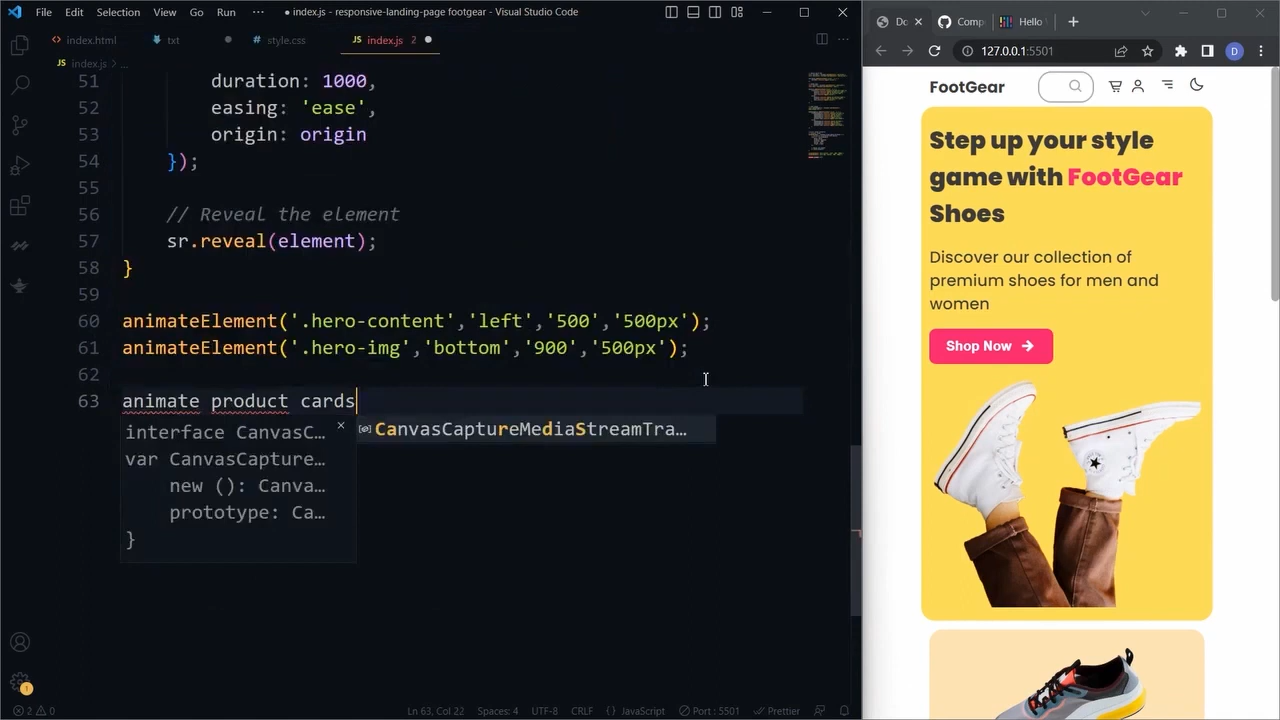 File Edit Selection View Go Run ··· ● index.js - responsive-landing-page footgear - Visual Studio Code
index.html txt ● style.css JS index.js 2 ●
JS index.js > ...
51 duration: 1000,
52 easing: 'ease',
53 origin: origin
54 });
55
56 // Reveal the element
57 sr.reveal(element);
58 }
59
60 animateElement('.hero-content','left','500','500px');
61 animateElement('.hero-img','bottom','900','500px');
62
63 animate product cards
CanvasCaptureMediaStreamTra…
interface CanvasC…
var CanvasCapture…
new (): Canva…
prototype: Ca…
}
1
2 0 Ln 63, Col 22 Spaces: 4 UTF-8 CRLF {} JavaScript Port : 5501 Prettier
Dc Comp Hello
127.0.0.1:5501 D
FootGear
Step up your style
game with FootGear
Shoes
Discover our collection of
premium shoes for men and
women
Shop Now